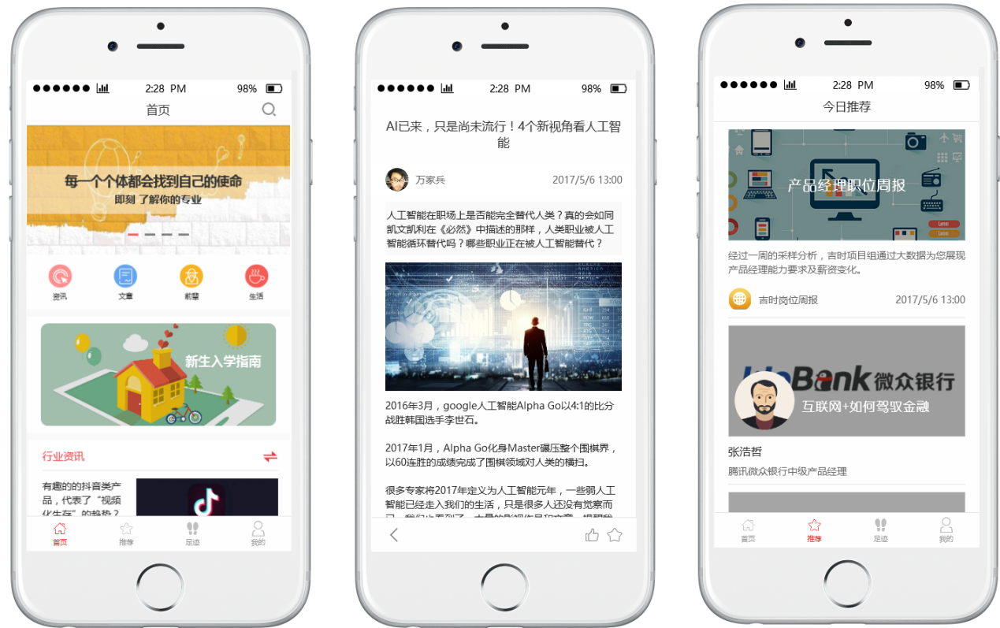 2:28 PM
98%
首页
每一个个体都会找到自己的使命
即刻 了解你的专业
资讯
文章
前辈
生活
新生入学指南
行业资讯
有趣的的抖音类产
品，代表了“视频
化生存”的趋势？
首页
推荐
足迹
我的
2:28 PM
98%
AI已来，只是尚未流行！4个新视角看人工智
能
万家兵
2017/5/6 13:00
人工智能在职场上是否能完全替代人类？真的会如同
凯文凯利在《必然》中描述的那样，人类职业被人工
智能循环替代吗？哪些职业正在被人工智能替代？
2016年3月，google人工智能Alpha Go以4:1的比分
战胜韩国选手李世石。
2017年1月，Alpha Go化身Master碾压整个围棋界，
以60连胜的成绩完成了围棋领域对人类的横扫。
很多专家将2017年定义为人工智能元年，一些弱人工
智能已经走入我们的生活，只是很多人还没有觉察而
2:28 PM
98%
今日推荐
产品经理职位周报
经过一周的采样分析，吉时项目组通过大数据为您展现
产品经理能力要求及薪资变化。
吉时岗位周报
2017/5/6 13:00
WeBank微众银行
互联网+如何驾驭金融
张浩哲
腾讯微众银行中级产品经理
首页
推荐
足迹
我的